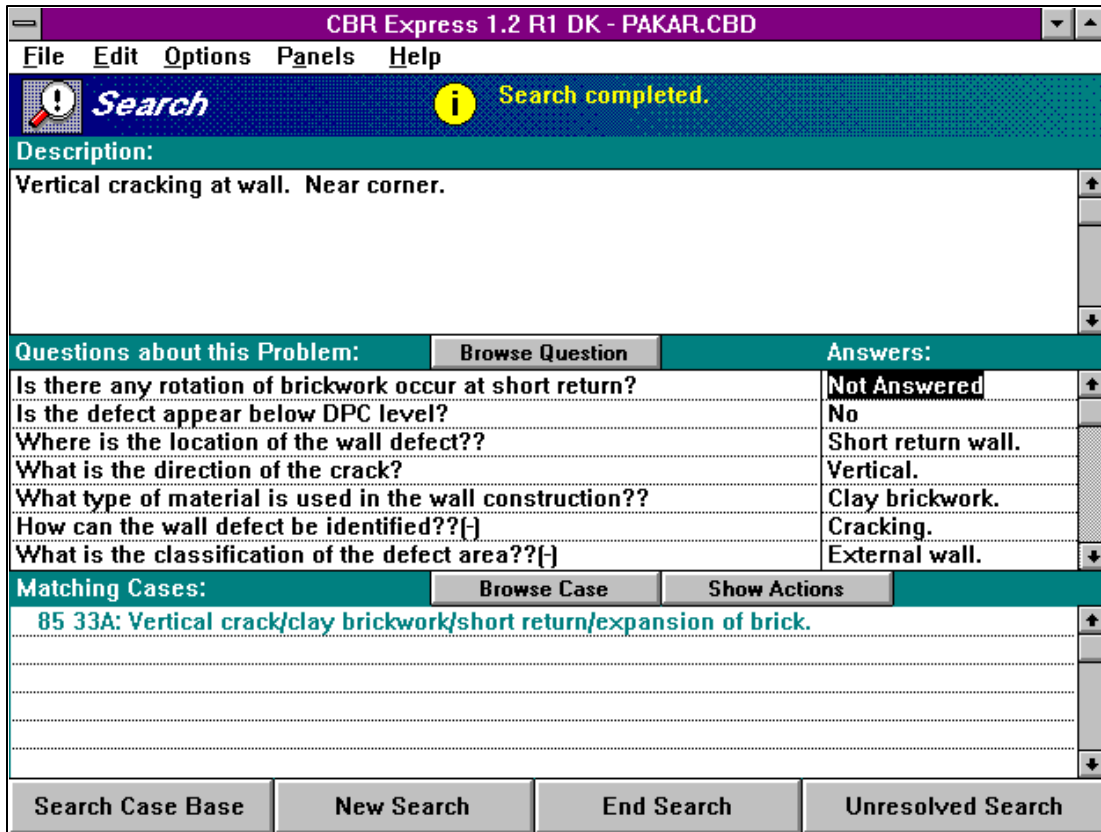 CBR Express 1.2 R1 DK - PAKAR.CBD
File Edit Options Panels Help
Search
Search completed.
Description:
Vertical cracking at wall. Near corner.
Questions about this Problem: Browse Question Answers:
Is there any rotation of brickwork occur at short return? Not Answered
Is the defect appear below DPC level? No
Where is the location of the wall defect?? Short return wall.
What is the direction of the crack? Vertical.
What type of material is used in the wall construction?? Clay brickwork.
How can the wall defect be identified??(-) Cracking.
What is the classification of the defect area??(-) External wall.
Matching Cases: Browse Case Show Actions
85 33A: Vertical crack/clay brickwork/short return/expansion of brick.
Search Case Base New Search End Search Unresolved Search